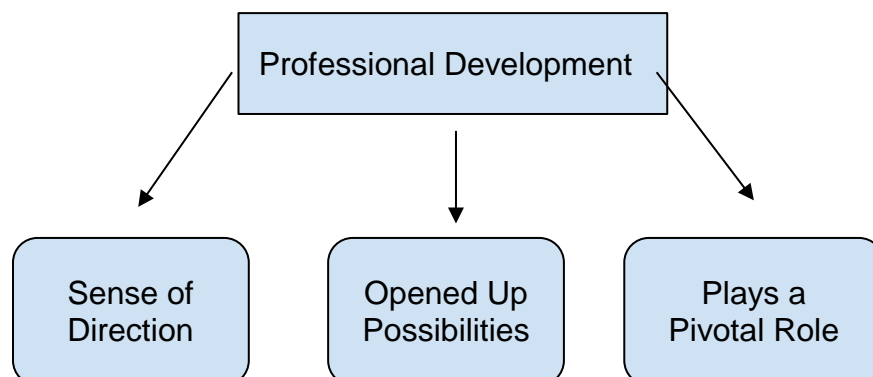 Professional Development
Sense of
Direction
Opened Up
Possibilities
Plays a
Pivotal Role